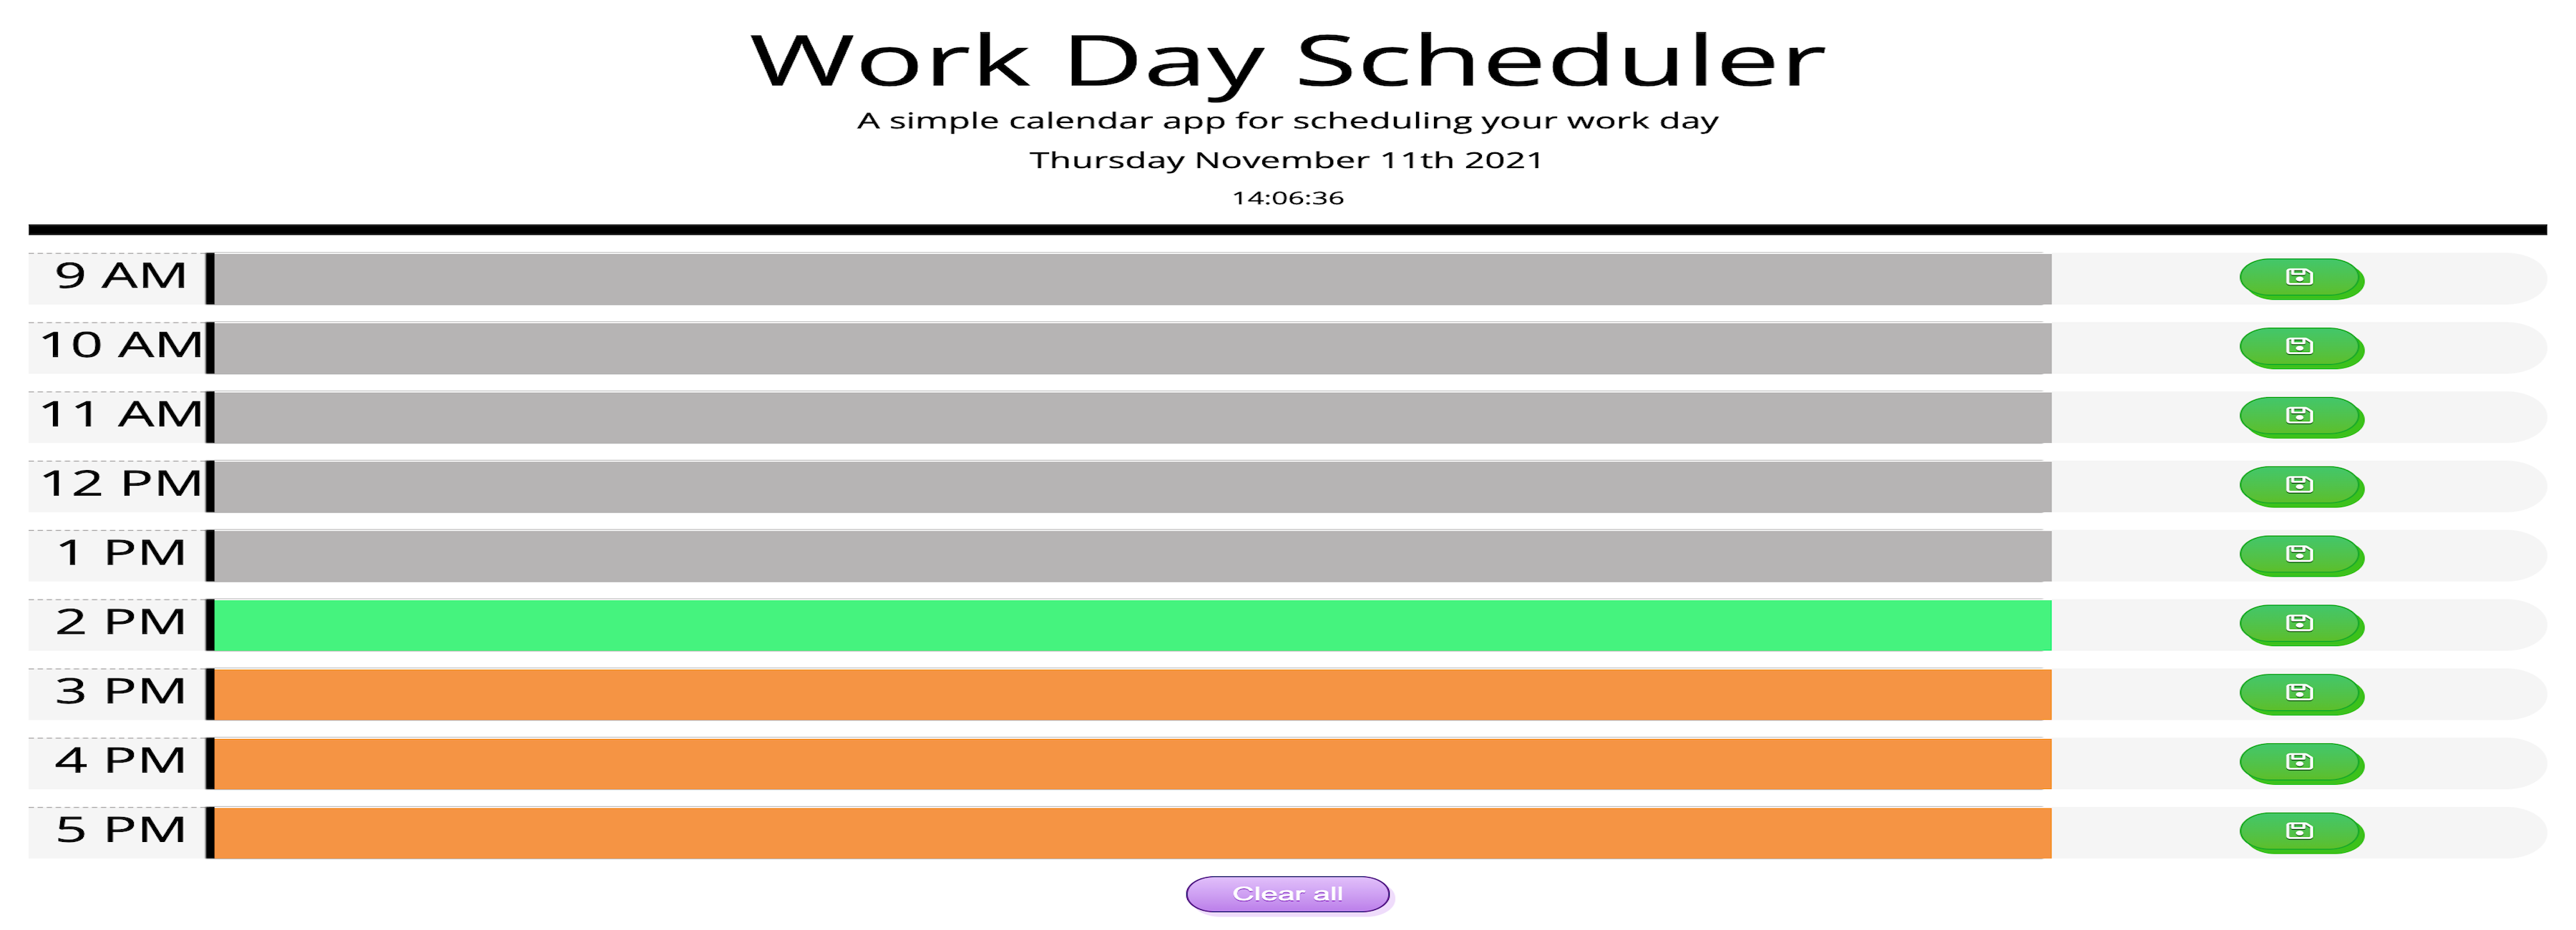 Work Day Scheduler
A simple calendar app for scheduling your work day
Thursday November 11th 2021
14:06:36
9 AM
10 AM
11 AM
12 PM
1 PM
2 PM
3 PM
4 PM
5 PM
Clear all